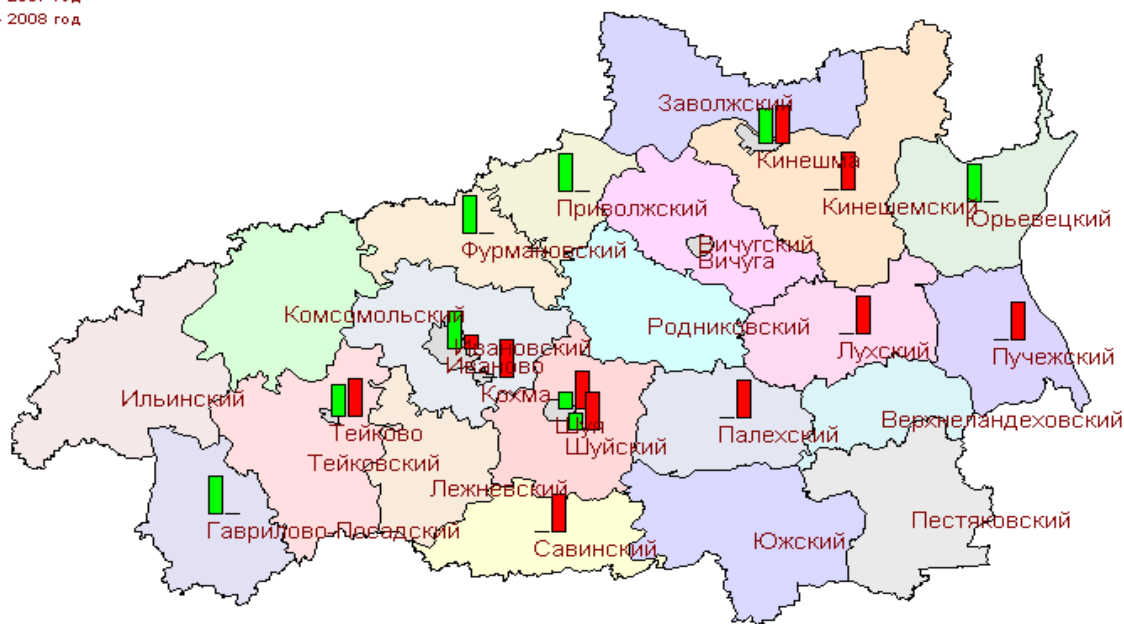 - 2008 год
Заволжский
Кинешма
Кинешемский
Юрьевецкий
Приволжский
Фурмановский
Вичугский
Вичуга
Комсомольский
Родниковский
Ивановский
Иваново
Лухский
Пучежский
Кохма
Ильинский
Верхнеландеховский
Тейково
Шуя
Палехский
Шуйский
Тейковский
Лежневский
Гаврилово-Посадский
Пестяковский
Савинский
Южский